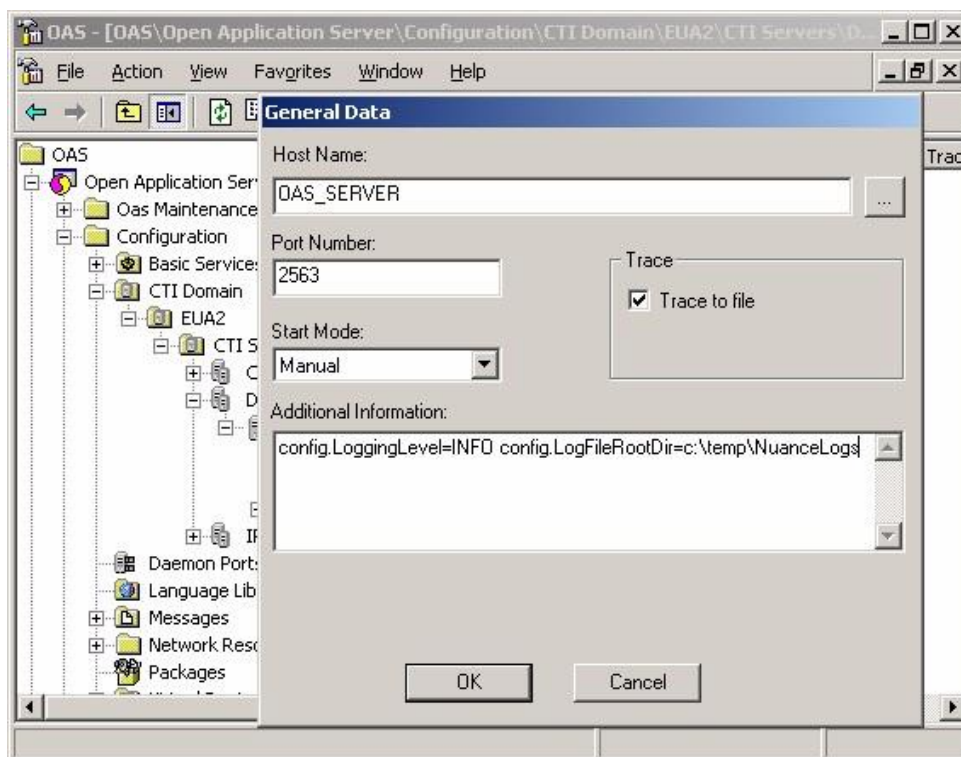 OAS - [OAS\Open Application Server\Configuration\CTI Domain\EUA2\CTI Servers\D...
File Action View Favorites Window Help
General Data
OAS
Open Application Ser
Oas Maintenance
Configuration
Basic Service
CTI Domain
EUA2
CTI S
C
D
IF
Daemon Port
Language Lib
Messages
Network Reso
Packages
Host Name:
OAS_SERVER
...
Port Number:
2563
Trace
Trace to file
Start Mode:
Manual
Additional Information:
config.LoggingLevel=INFO config.LogFileRootDir=c:\temp\NuanceLogs
OK
Cancel
Trac